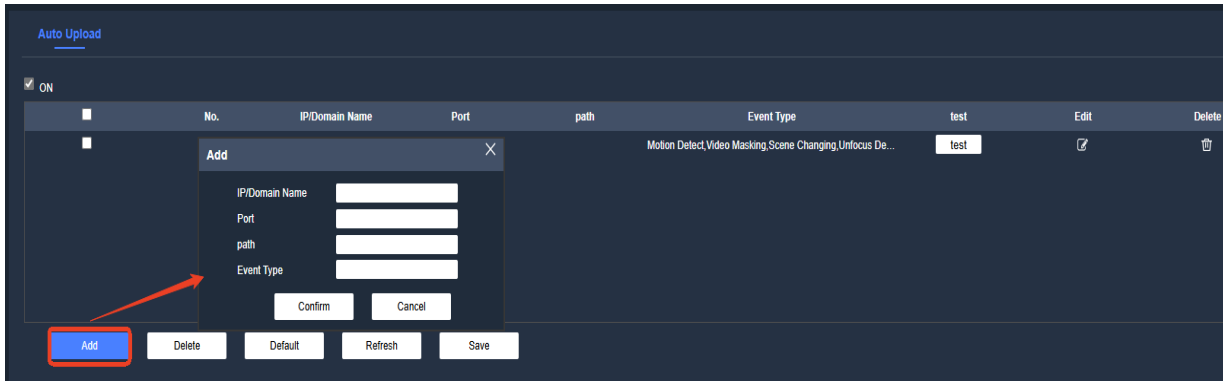 Auto Upload
ON
No. IP/Domain Name Port path Event Type test Edit Delete
Motion Detect,Video Masking,Scene Changing,Unfocus De... test
Add X
IP/Domain Name
Port
path
Event Type
Confirm Cancel
Add Delete Default Refresh Save